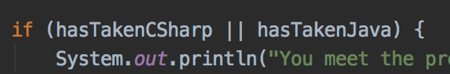 if (hasTakenCSharp || hasTakenJava) {
System.out.println("You meet the pr